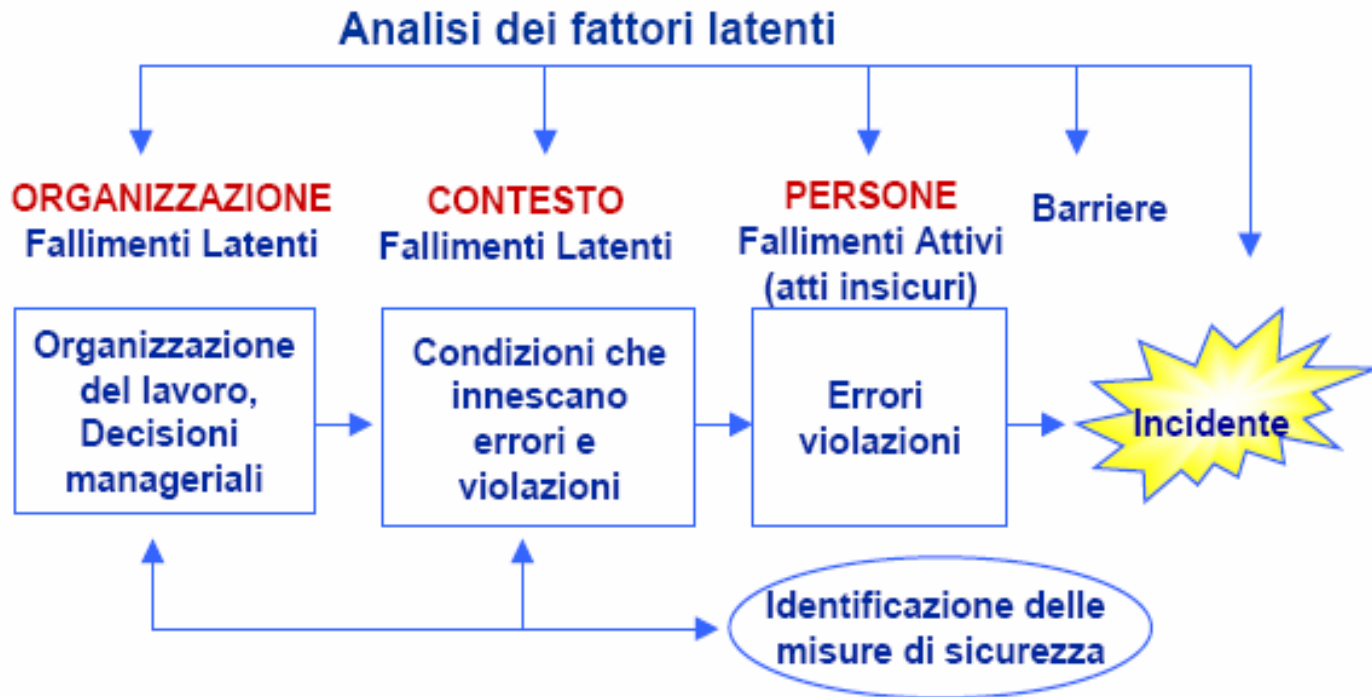 Analisi dei fattori latenti
ORGANIZZAZIONE
Fallimenti Latenti
CONTESTO
Fallimenti Latenti
PERSONE
Fallimenti Attivi
(atti insicuri)
Barriere
Organizzazione
del lavoro,
Decisioni
manageriali
Condizioni che
innescano
errori e
violazioni
Errori
violazioni
Incidente
Identificazione delle
misure di sicurezza